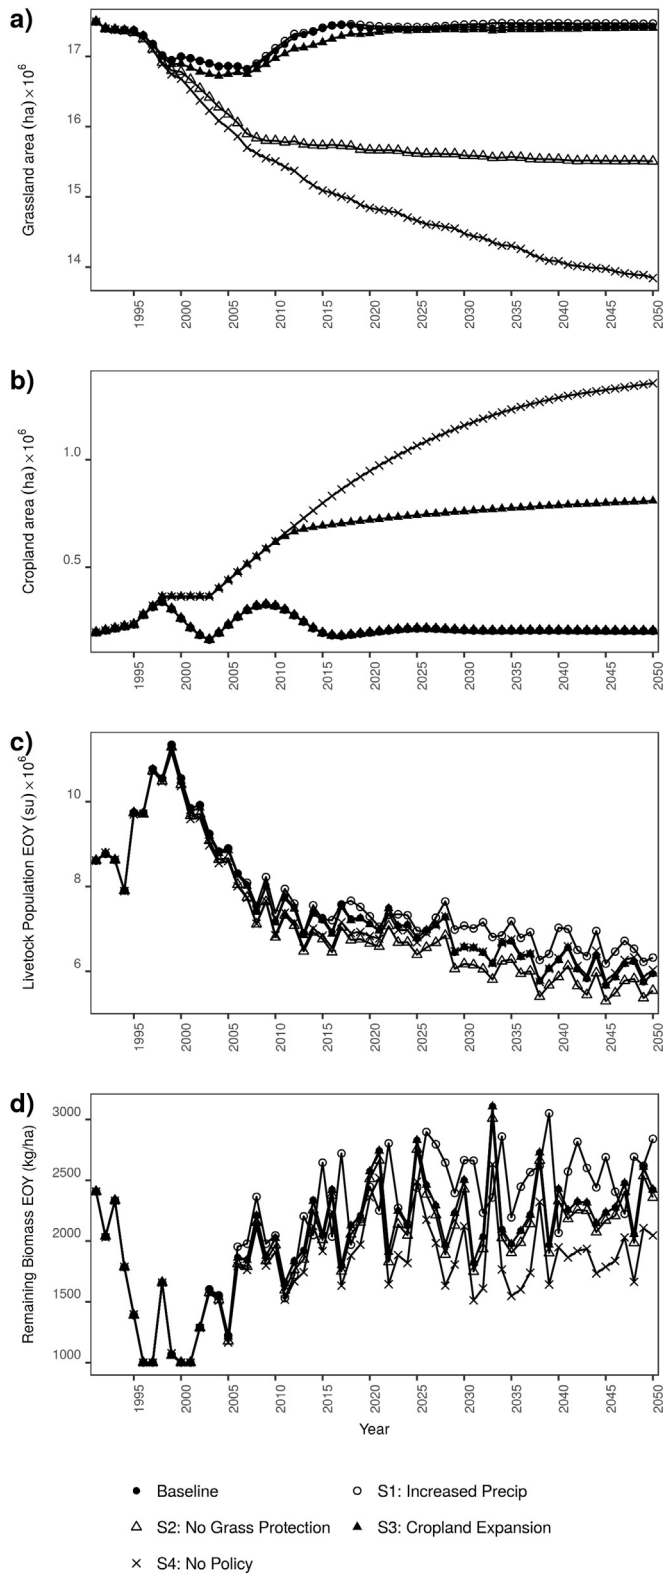 a)
Grassland area (ha) × 10⁶
17
16
15
14
1995 2000 2005 2010 2015 2020 2025 2030 2035 2040 2045 2050
b)
Cropland area (ha) × 10⁶
1.0
0.5
1995 2000 2005 2010 2015 2020 2025 2030 2035 2040 2045 2050
c)
Livetock Population EOY (su) × 10⁶
10
8
6
1995 2000 2005 2010 2015 2020 2025 2030 2035 2040 2045 2050
d)
Remaining Biomass EOY (kg/ha)
3000
2500
2000
1500
1000
1995 2000 2005 2010 2015 2020 2025 2030 2035 2040 2045 2050
Year
Baseline S1: Increased Precip
S2: No Grass Protection S3: Cropland Expansion
S4: No Policy